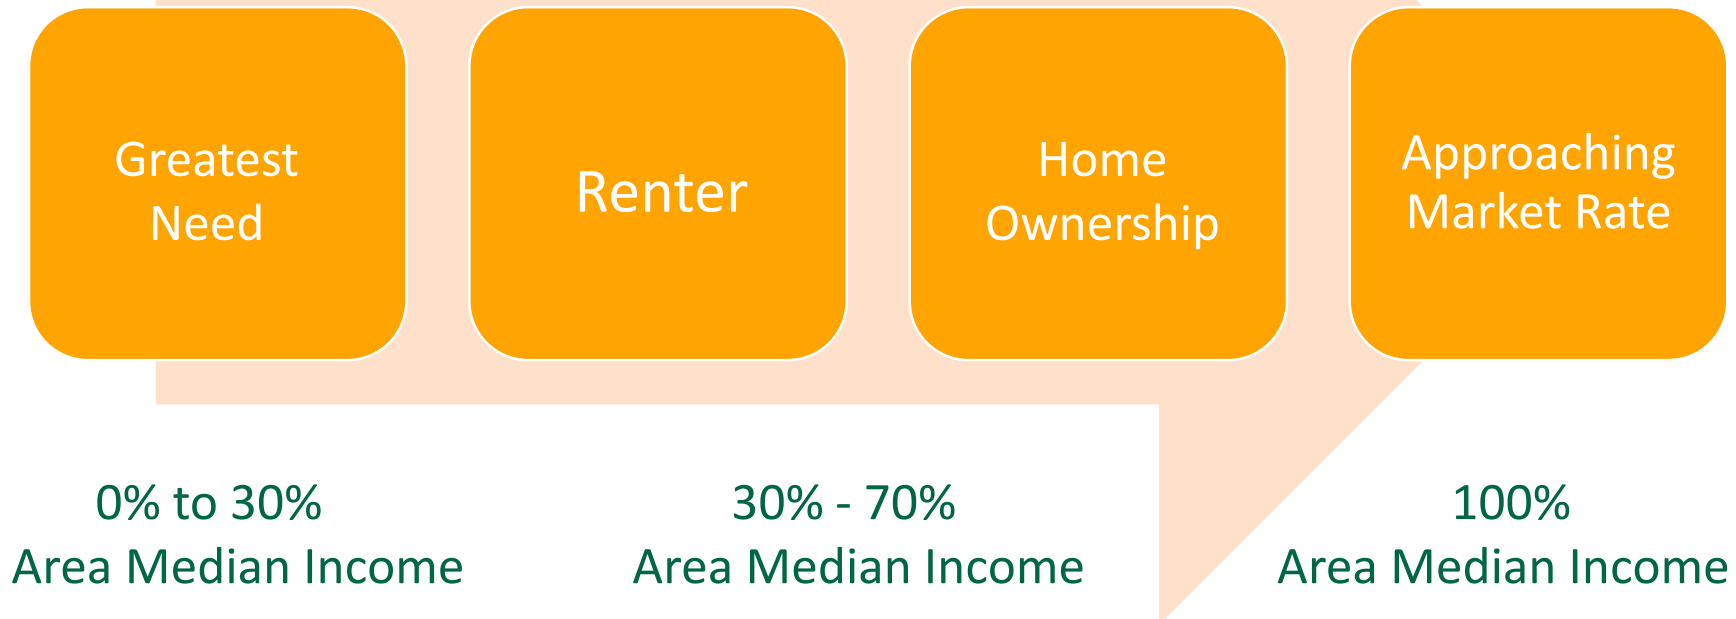 Greatest
Need
Renter
Home
Ownership
Approaching
Market Rate
0% to 30%
Area Median Income
30% - 70%
Area Median Income
100%
Area Median Income